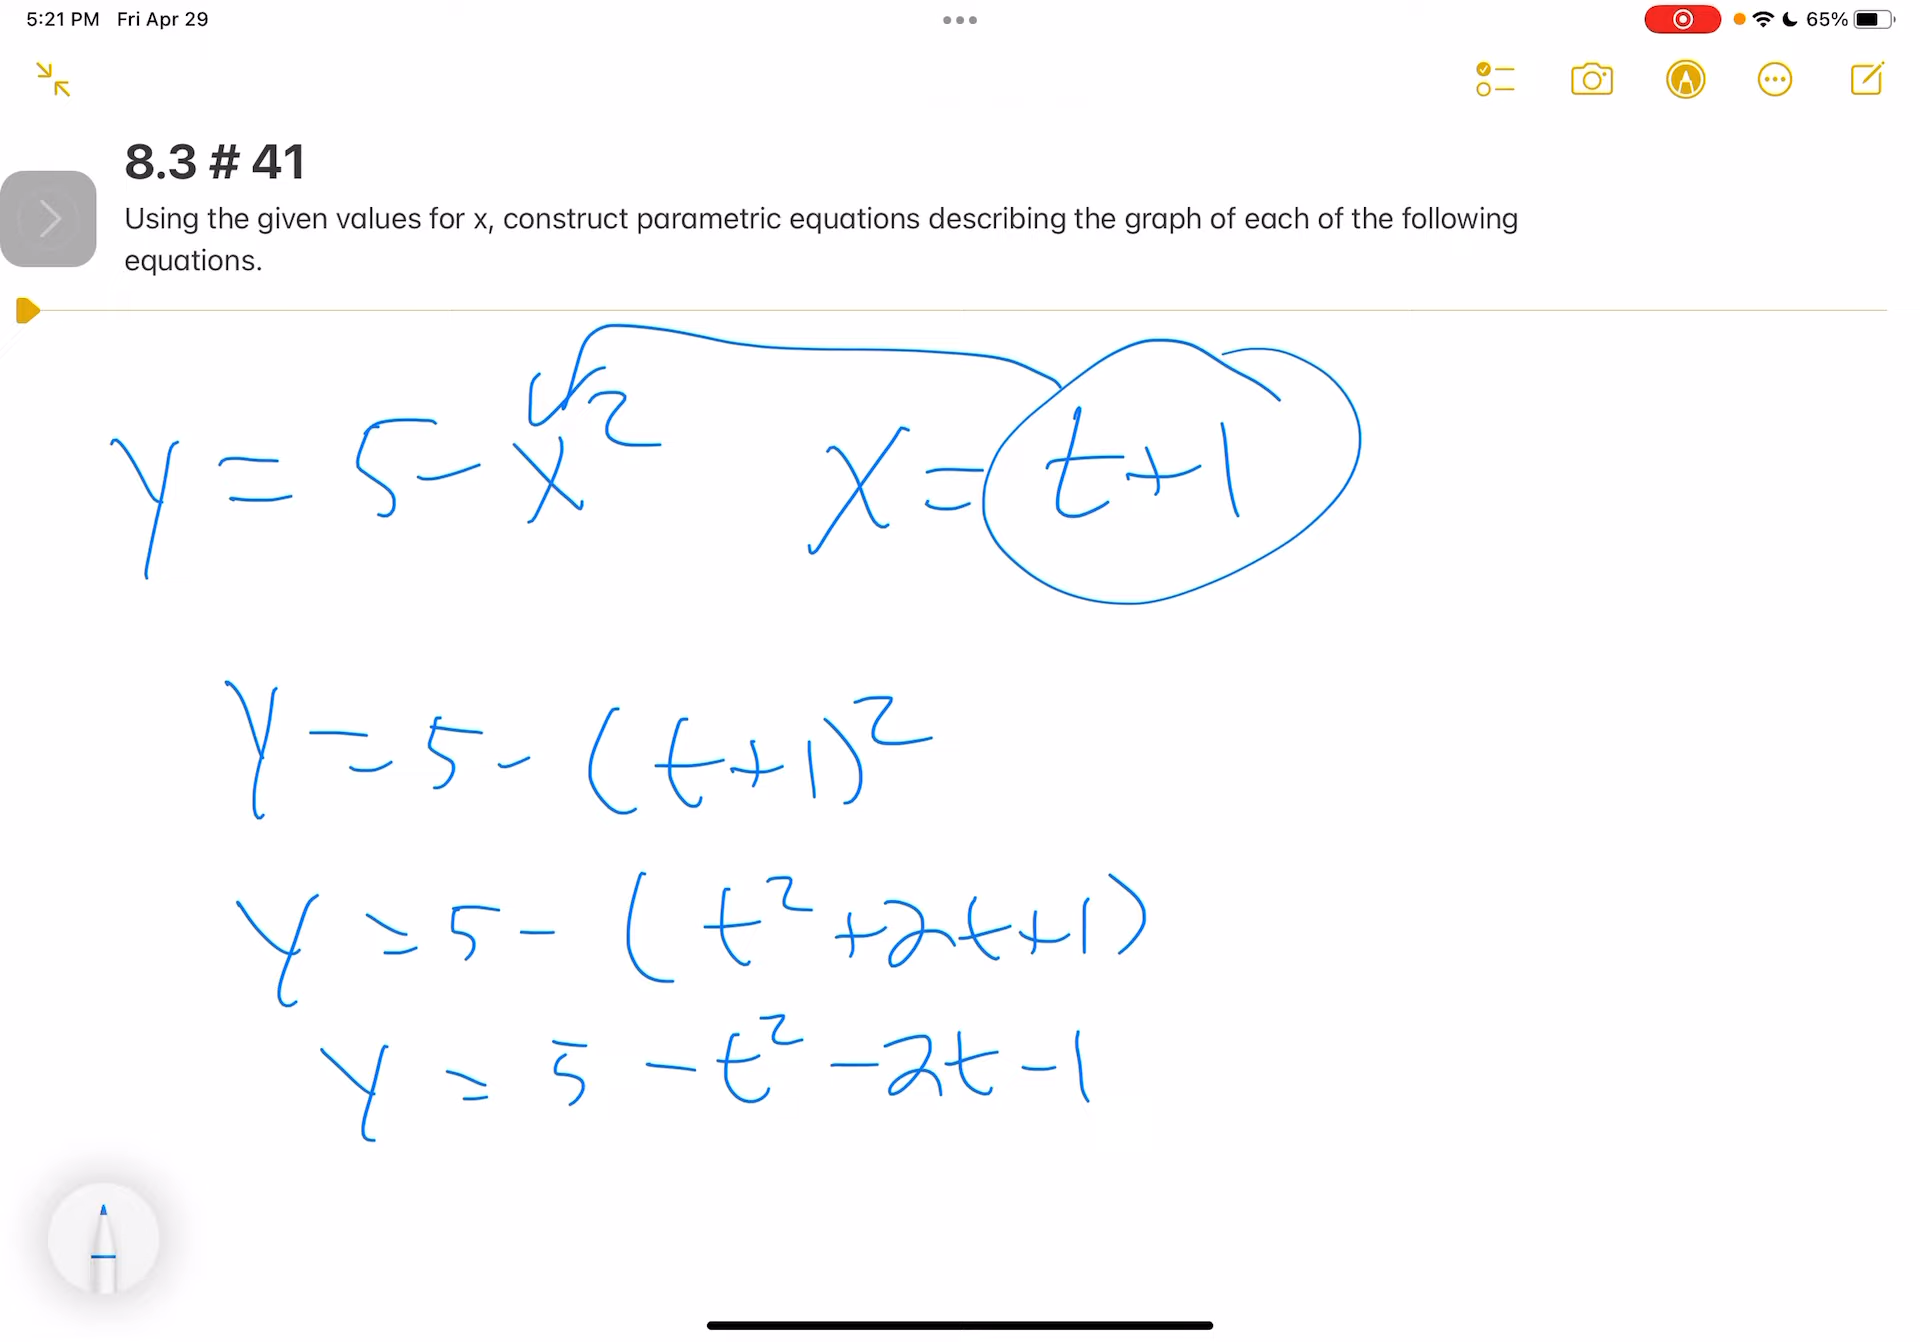 5:21 PM Fri Apr 29 65%
8.3 # 41
Using the given values for x, construct parametric equations describing the graph of each of the following
equations.
y = 5 - x² x = t + 1
y = 5 - (t + 1)²
y = 5 - (t² + 2t + 1)
y = 5 - t² - 2t - 1